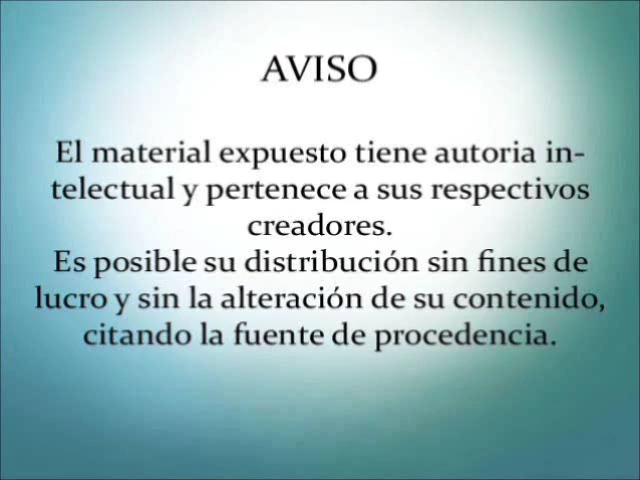 AVISO
El material expuesto tiene autoria in-
telectual y pertenece a sus respectivos
creadores.
Es posible su distribución sin fines de
lucro y sin la alteración de su contenido,
citando la fuente de procedencia.